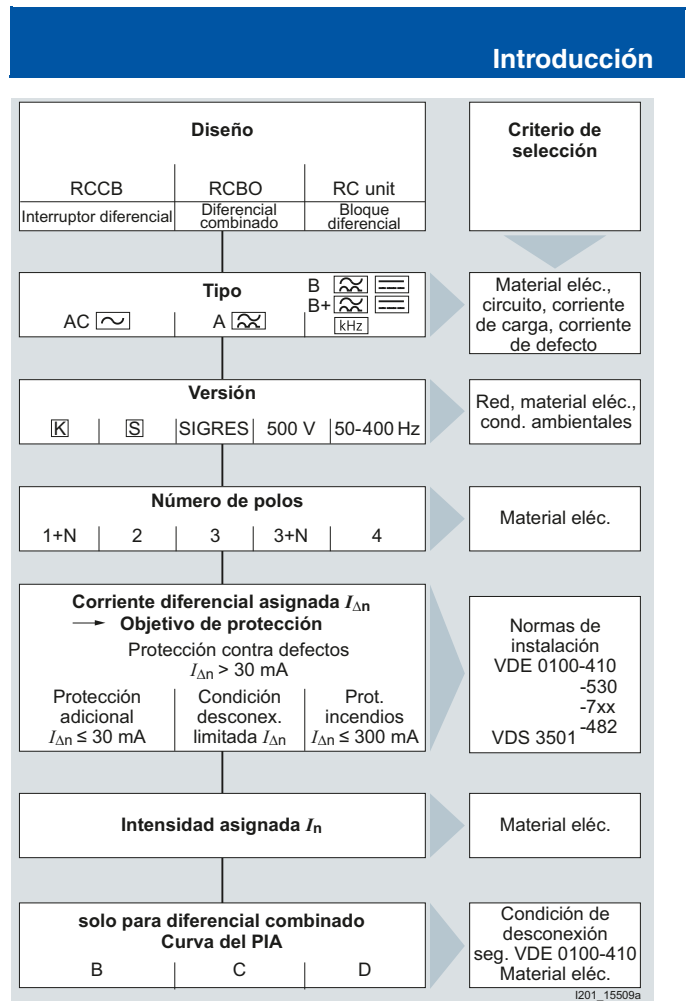 Introducción
Diseño
RCCB
RCBO
RC unit
Interruptor diferencial
Diferencial
combinado
Bloque
diferencial
Criterio de
selección
Tipo
AC
A
B
B+
kHz
Material eléc.,
circuito, corriente
de carga, corriente
de defecto
Versión
K
S
SIGRES
500 V
50-400 Hz
Red, material eléc.,
cond. ambientales
Número de polos
1+N
2
3
3+N
4
Material eléc.
Corriente diferencial asignada IΔn
→ Objetivo de protección
Protección contra defectos
IΔn > 30 mA
Protección
adicional
IΔn ≤ 30 mA
Condición
desconex.
limitada IΔn
Prot.
incendios
IΔn ≤ 300 mA
Normas de
instalación
VDE 0100-410
-530
-7xx
-482
VDS 3501
Intensidad asignada In
Material eléc.
solo para diferencial combinado
Curva del PIA
B
C
D
Condición de
desconexión
seg. VDE 0100-410
Material eléc.
I201_15509a